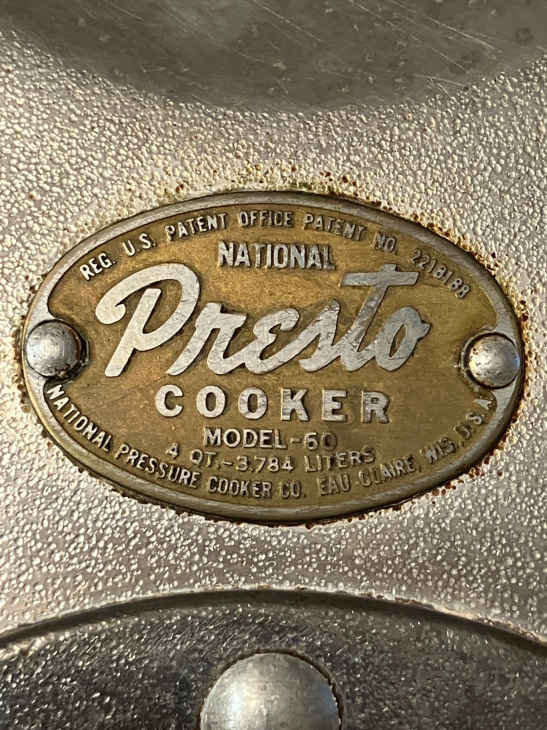 REG. U.S. PATENT OFFICE PATENT NO. 2218188
NATIONAL
Presto
COOKER
MODEL-60
4 QT.-3.784 LITERS
NATIONAL PRESSURE COOKER CO. EAU CLAIRE, WIS. U.S.A.